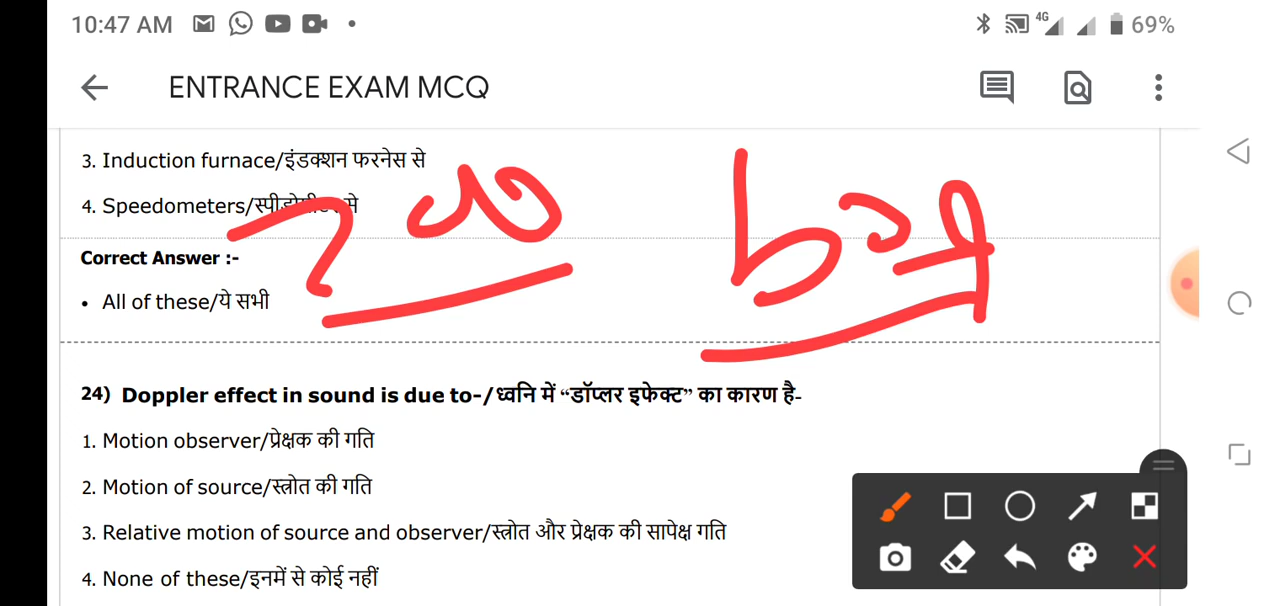 10:47 AM
4G
69%
ENTRANCE EXAM MCQ
3. Induction furnace/इंडक्शन फरनेस से
4. Speedometers/स्पीडोमीटर से
Correct Answer :-
• All of these/ये सभी
24) Doppler effect in sound is due to-/ध्वनि में “डॉप्लर इफेक्ट” का कारण है-
1. Motion observer/प्रेक्षक की गति
2. Motion of source/स्त्रोत की गति
3. Relative motion of source and observer/स्त्रोत और प्रेक्षक की सापेक्ष गति
4. None of these/इनमें से कोई नहीं